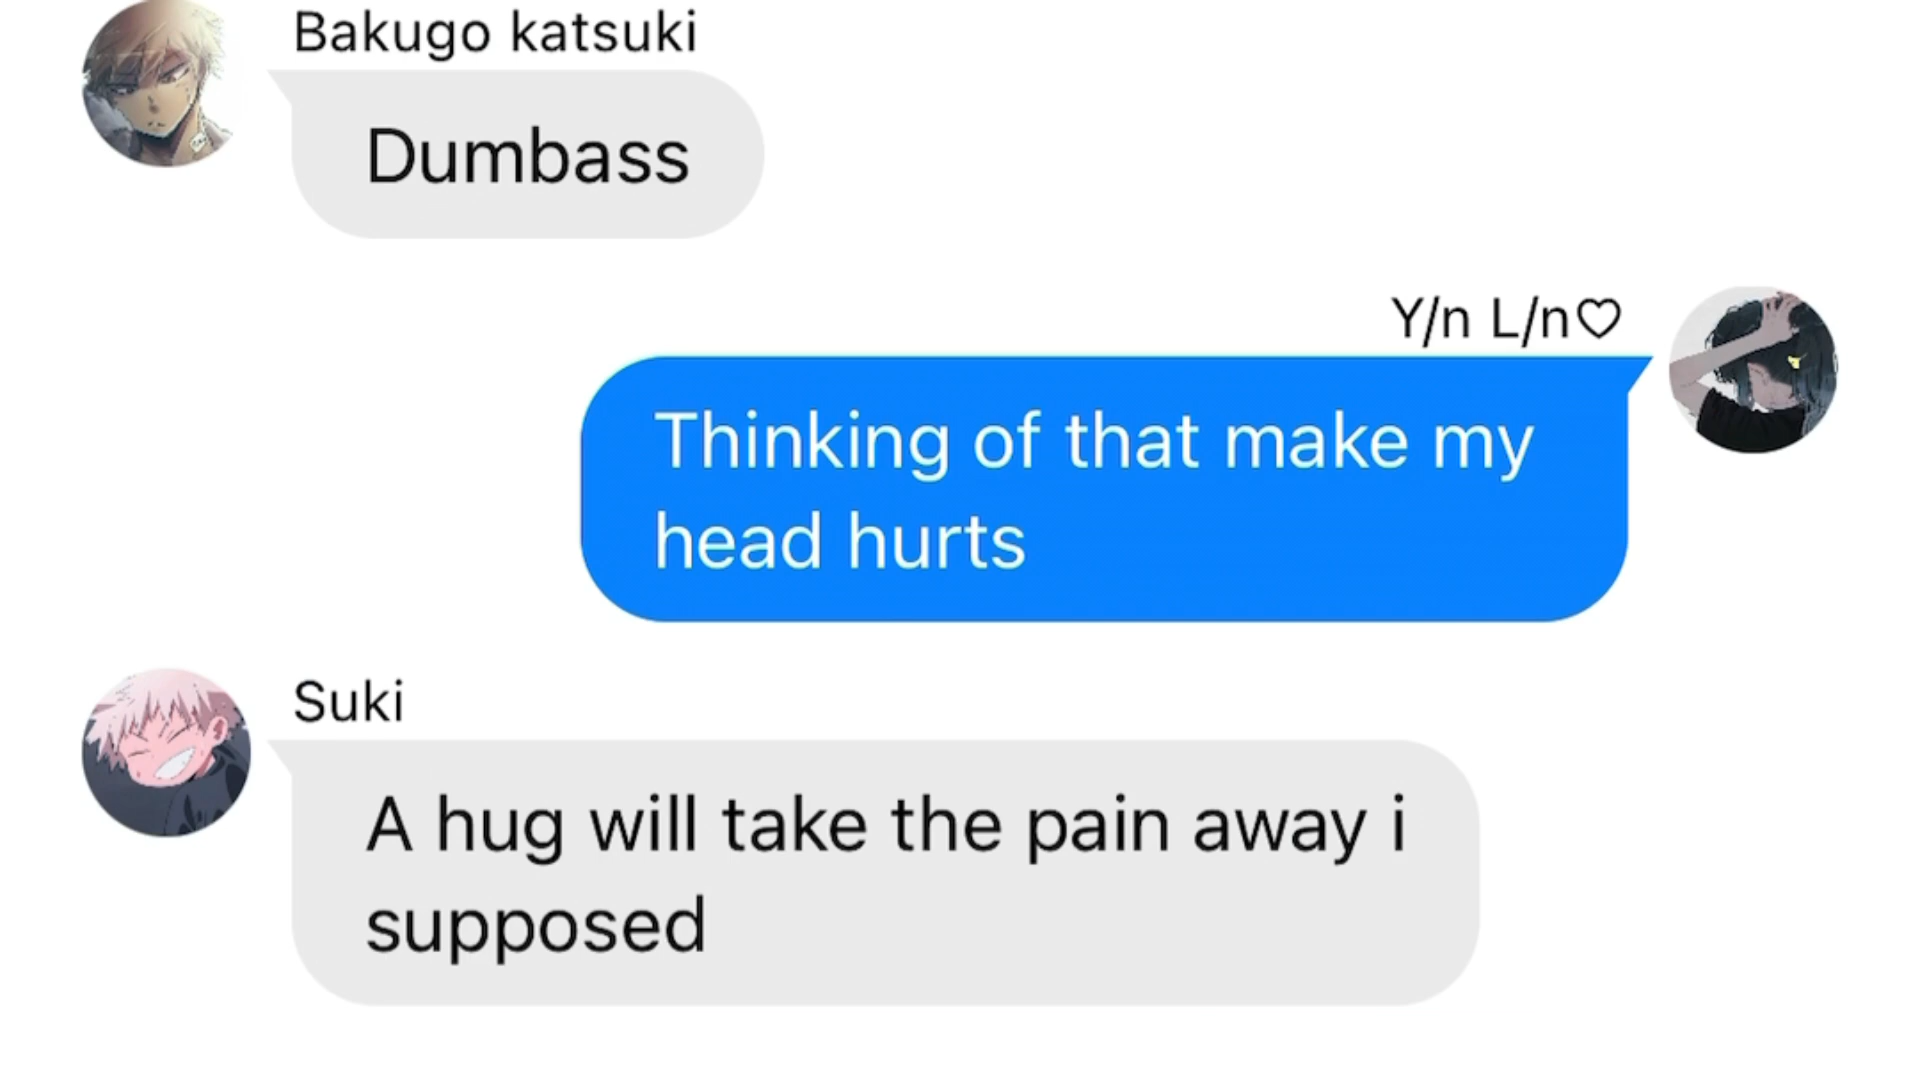 Bakugo katsuki
Dumbass
Y/n L/n♡
Thinking of that make my
head hurts
Suki
A hug will take the pain away i
supposed